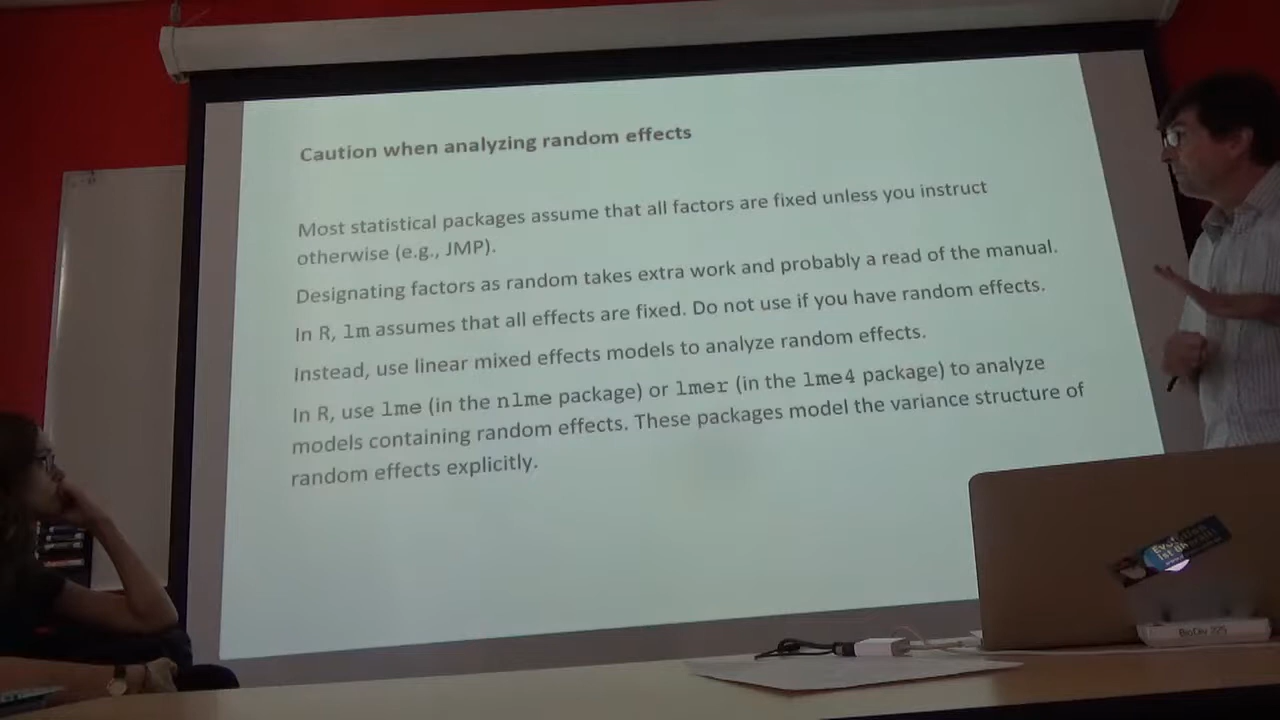 Caution when analyzing random effects
Most statistical packages assume that all factors are fixed unless you instruct
otherwise (e.g., JMP).
Designating factors as random takes extra work and probably a read of the manual.
In R, lm assumes that all effects are fixed. Do not use if you have random effects.
Instead, use linear mixed effects models to analyze random effects.
In R, use lme (in the nlme package) or lmer (in the lme4 package) to analyze
models containing random effects. These packages model the variance structure of
random effects explicitly.